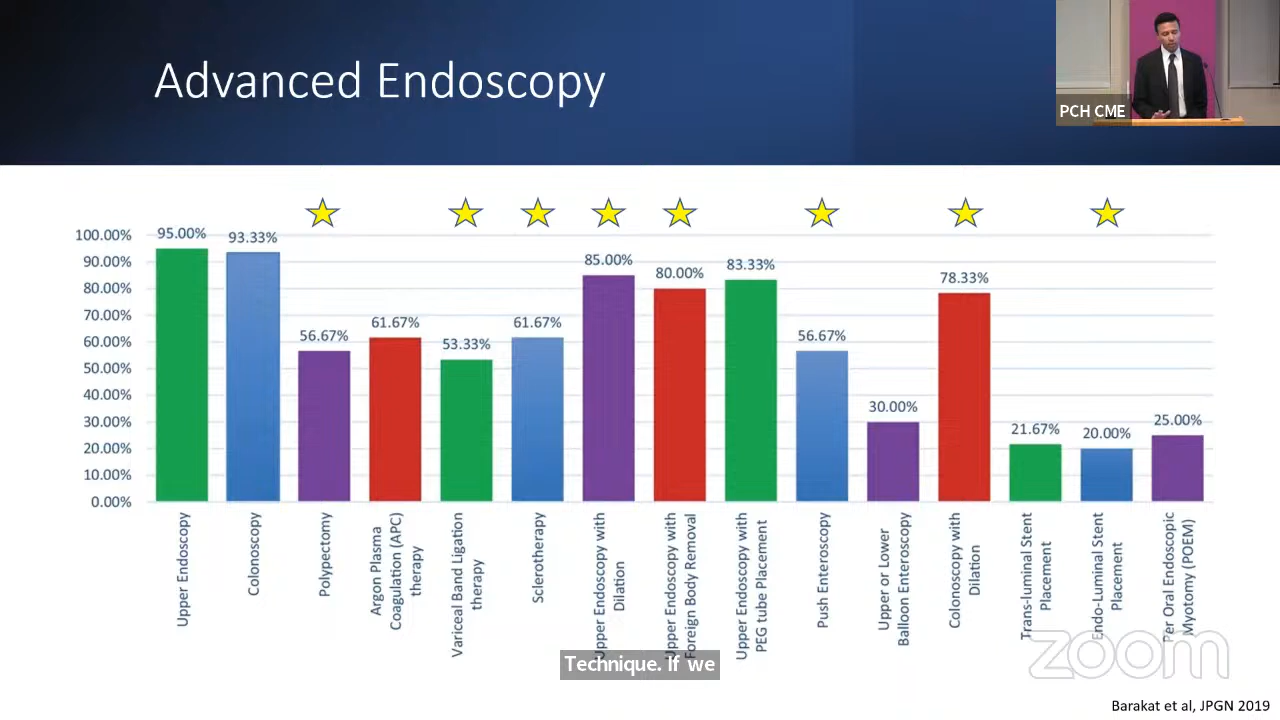 Advanced Endoscopy
PCH CME
100.00%
90.00%
80.00%
70.00%
60.00%
50.00%
40.00%
30.00%
20.00%
10.00%
0.00%
95.00%
93.33%
56.67%
61.67%
53.33%
61.67%
85.00%
80.00%
83.33%
56.67%
30.00%
78.33%
21.67%
20.00%
25.00%
Upper Endoscopy
Colonoscopy
Polypectomy
Argon Plasma
Coagulation (APC)
therapy
Variceal Band Ligation
therapy
Sclerotherapy
Upper Endoscopy with
Dilation
Upper Endoscopy with
Foreign Body Removal
Upper Endoscopy with
PEG tube Placement
Push Enteroscopy
Upper or Lower
Balloon Enteroscopy
Colonoscopy with
Dilation
Trans-luminal Stent
Placement
Endo-Luminal Stent
Placement
Per Oral Endoscopic
Myotomy (POEM)
Technique. If we
zoom
Barakat et al, JPGN 2019